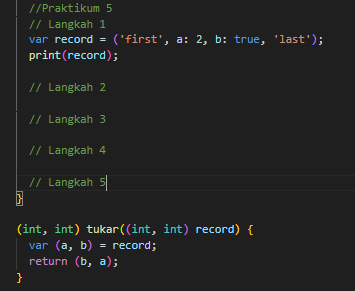 //Praktikum 5
// Langkah 1
var record = ('first', a: 2, b: true, 'last');
print(record);
// Langkah 2
// Langkah 3
// Langkah 4
// Langkah 5
}
(int, int) tukar((int, int) record) {
var (a, b) = record;
return (b, a);
}